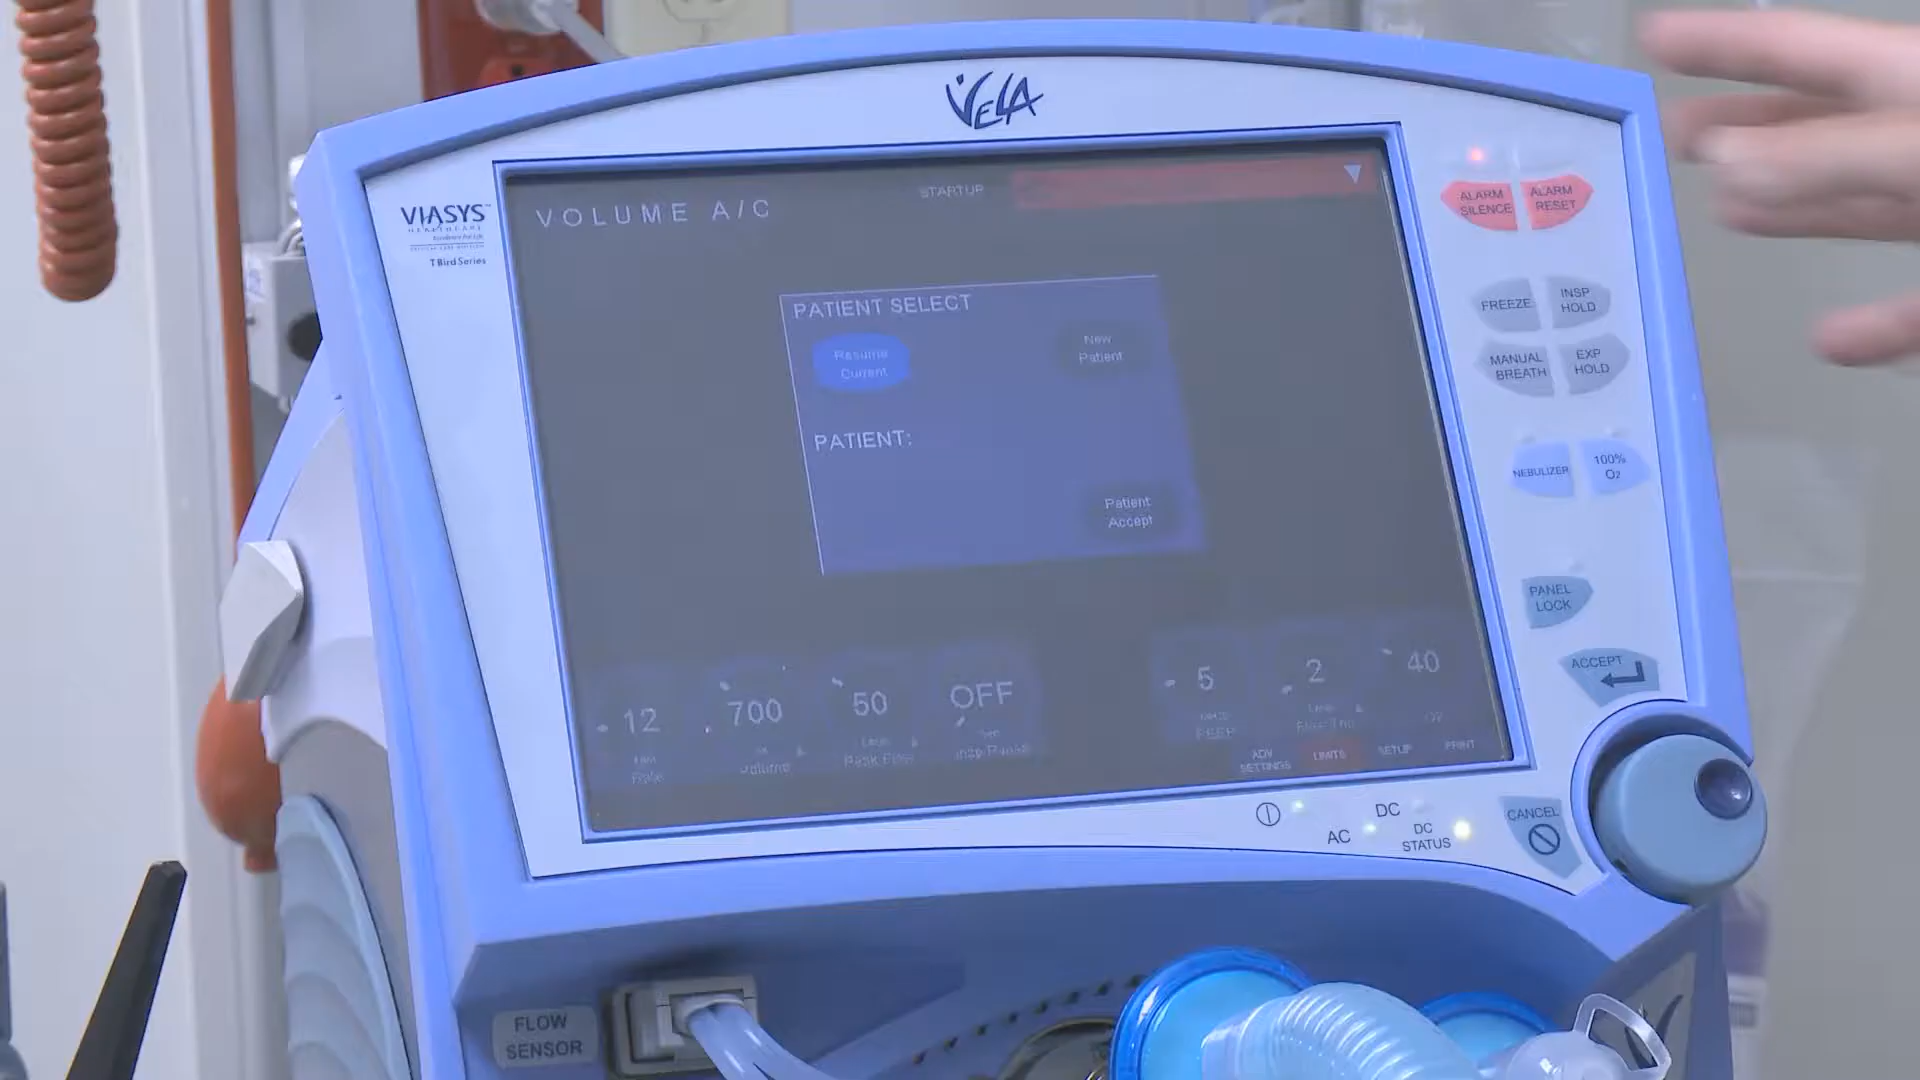 VELA
VIASYS
HEALTHCARE
T Bird Series
VOLUME A/C
STARTUP
PATIENT SELECT
Resume
Current
New
Patient
PATIENT:
Patient
Accept
12
Rate
700
Volume
50
Peak Flow
OFF
Insp Pause
5
PEEP
2
40
ADV
SETTINGS
LIMITS
SETUP
PRINT
ALARM
SILENCE
ALARM
RESET
FREEZE
INSP
HOLD
MANUAL
BREATH
EXP
HOLD
NEBULIZER
100%
O2
PANEL
LOCK
ACCEPT
CANCEL
AC
DC
DC
STATUS
FLOW
SENSOR